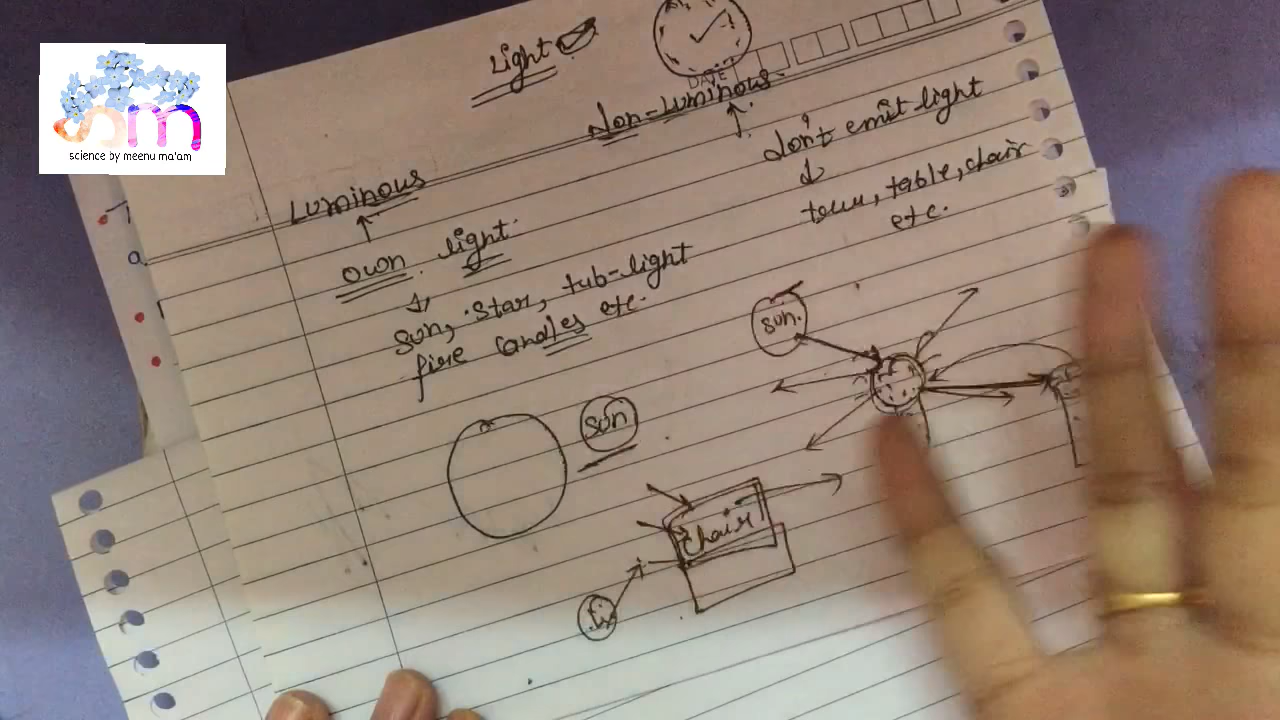 science by meenu ma'am
Light
DATE
Non-Luminous
don't emit light
table, chair
etc.
Luminous
own light.
sun, star, tub-light
fire candles etc.
sun.
sun
chair